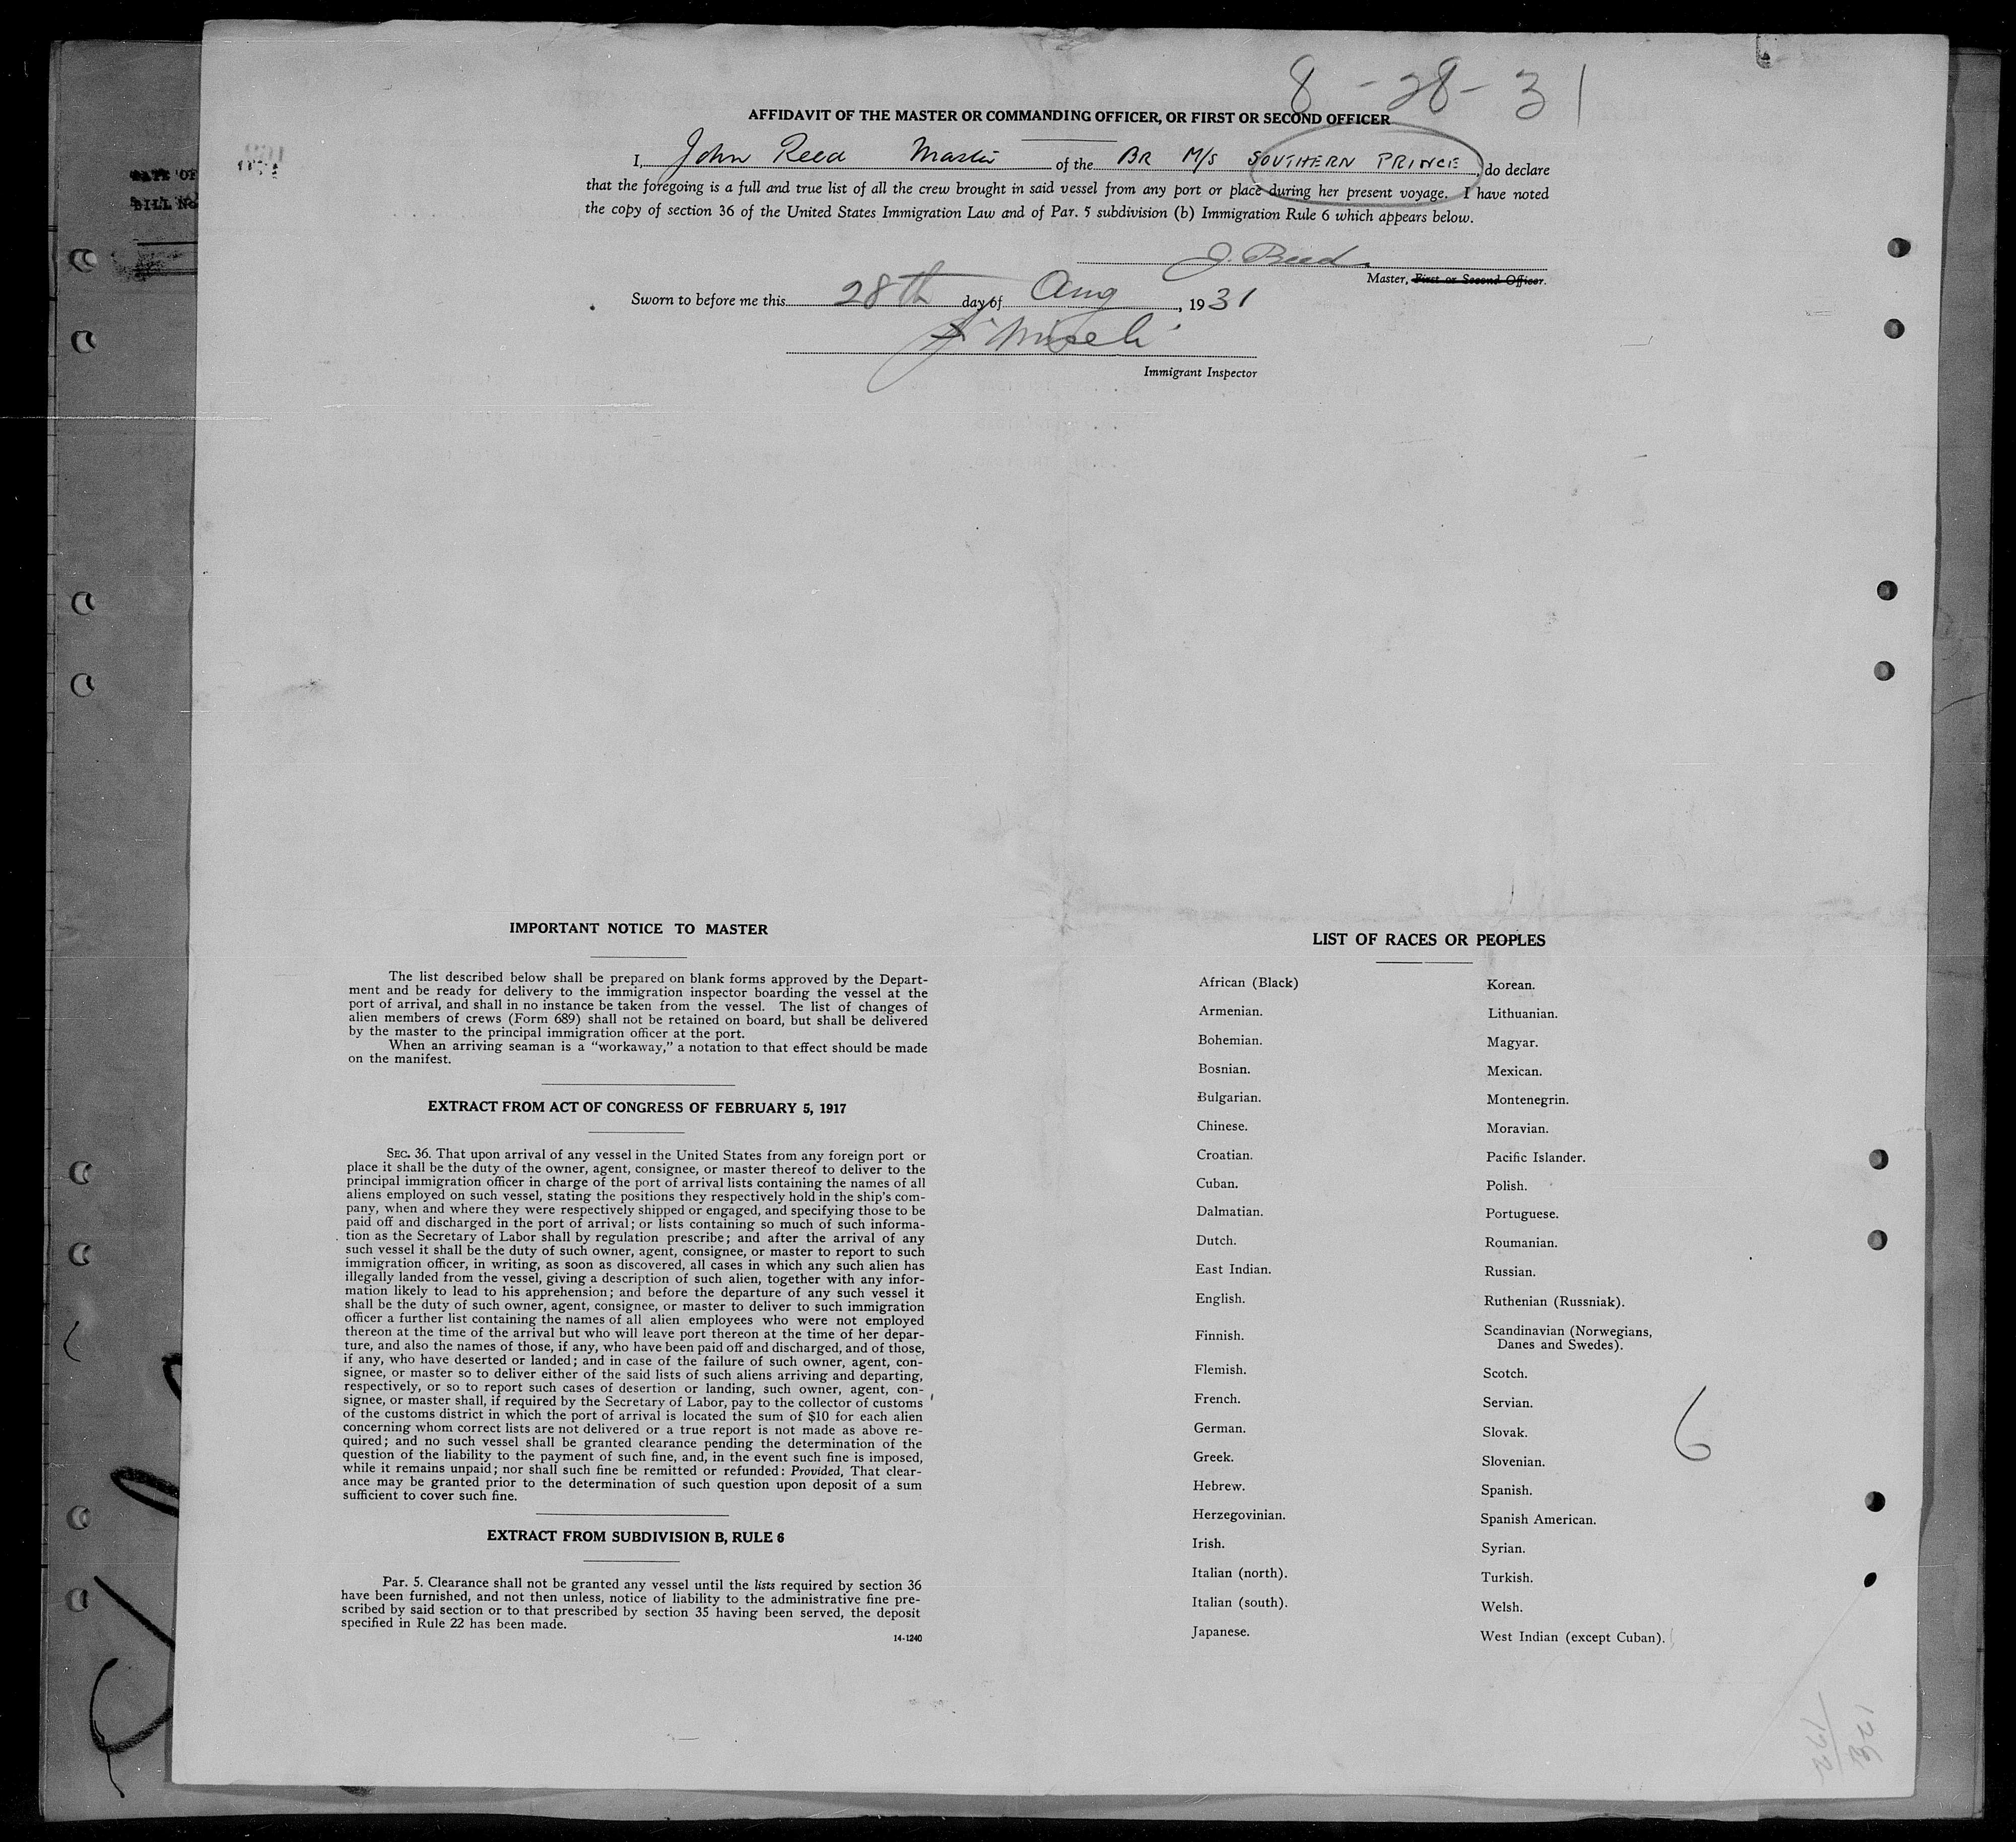 8-28-31
AFFIDAVIT OF THE MASTER OR COMMANDING OFFICER, OR FIRST OR SECOND OFFICER
I, John Reed Master of the BR M/S SOUTHERN PRINCE, do declare
that the foregoing is a full and true list of all the crew brought in said vessel from any port or place during her present voyage. I have noted
the copy of section 36 of the United States Immigration Law and of Par. 5 subdivision (b) Immigration Rule 6 which appears below.
J. Reed
Master, First or Second Officer.
Sworn to before me this 28th day of Aug, 1931
Immigrant Inspector
BILL No
IMPORTANT NOTICE TO MASTER
The list described below shall be prepared on blank forms approved by the Depart-
ment and be ready for delivery to the immigration inspector boarding the vessel at the
port of arrival, and shall in no instance be taken from the vessel. The list of changes of
alien members of crews (Form 689) shall not be retained on board, but shall be delivered
by the master to the principal immigration officer at the port.
When an arriving seaman is a “workaway,” a notation to that effect should be made
on the manifest.
EXTRACT FROM ACT OF CONGRESS OF FEBRUARY 5, 1917
SEC. 36. That upon arrival of any vessel in the United States from any foreign port or
place it shall be the duty of the owner, agent, consignee, or master thereof to deliver to the
principal immigration officer in charge of the port of arrival lists containing the names of all
aliens employed on such vessel, stating the positions they respectively hold in the ship's com-
pany, when and where they were respectively shipped or engaged, and specifying those to be
paid off and discharged in the port of arrival; or lists containing so much of such informa-
tion as the Secretary of Labor shall by regulation prescribe; and after the arrival of any
such vessel it shall be the duty of such owner, agent, consignee, or master to report to such
immigration officer, in writing, as soon as discovered, all cases in which any such alien has
illegally landed from the vessel, giving a description of such alien, together with any infor-
mation likely to lead to his apprehension; and before the departure of any such vessel it
shall be the duty of such owner, agent, consignee, or master to deliver to such immigration
officer a further list containing the names of all alien employees who were not employed
thereon at the time of the arrival but who will leave port thereon at the time of her depar-
ture, and also the names of those, if any, who have been paid off and discharged, and of those,
if any, who have deserted or landed; and in case of the failure of such owner, agent, con-
signee, or master so to deliver either of the said lists of such aliens arriving and departing,
respectively, or so to report such cases of desertion or landing, such owner, agent, con-
signee, or master shall, if required by the Secretary of Labor, pay to the collector of customs
of the customs district in which the port of arrival is located the sum of $10 for each alien
concerning whom correct lists are not delivered or a true report is not made as above re-
quired; and no such vessel shall be granted clearance pending the determination of the
question of the liability to the payment of such fine, and, in the event such fine is imposed,
while it remains unpaid; nor shall such fine be remitted or refunded: Provided, That clear-
ance may be granted prior to the determination of such question upon deposit of a sum
sufficient to cover such fine.
EXTRACT FROM SUBDIVISION B, RULE 6
Par. 5. Clearance shall not be granted any vessel until the lists required by section 36
have been furnished, and not then unless, notice of liability to the administrative fine pre-
scribed by said section or to that prescribed by section 35 having been served, the deposit
specified in Rule 22 has been made.
14-1240
LIST OF RACES OR PEOPLES
African (Black)
Armenian.
Bohemian.
Bosnian.
Bulgarian.
Chinese.
Croatian.
Cuban.
Dalmatian.
Dutch.
East Indian.
English.
Finnish.
Flemish.
French.
German.
Greek.
Hebrew.
Herzegovinian.
Irish.
Italian (north).
Italian (south).
Japanese.
Korean.
Lithuanian.
Magyar.
Mexican.
Montenegrin.
Moravian.
Pacific Islander.
Polish.
Portuguese.
Roumanian.
Russian.
Ruthenian (Russniak).
Scandinavian (Norwegians,
Danes and Swedes).
Scotch.
Servian.
Slovak.
Slovenian.
Spanish.
Spanish American.
Syrian.
Turkish.
Welsh.
West Indian (except Cuban).
6